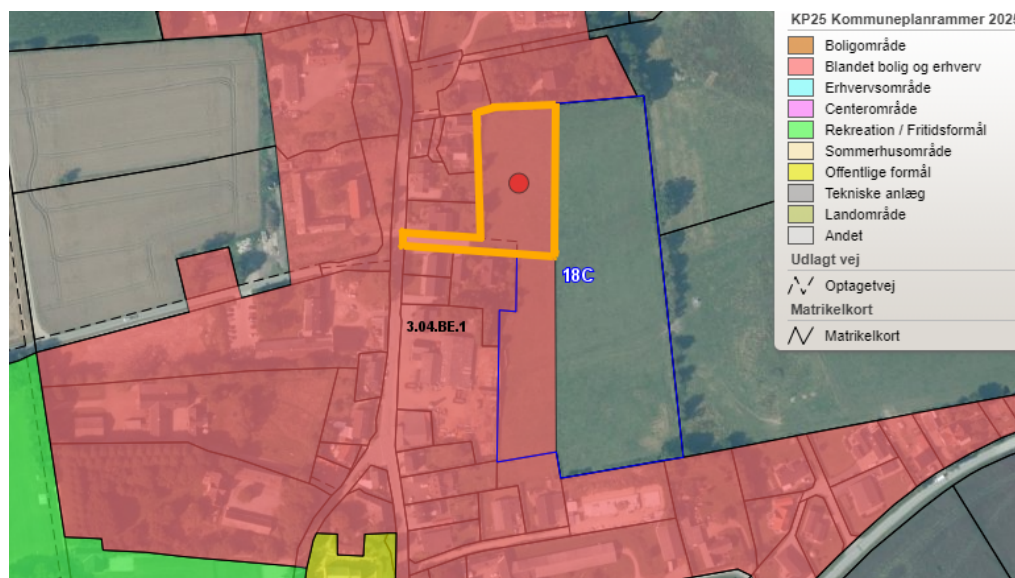 KP25 Kommuneplanrammer 2025
Boligområde
Blandet bolig og erhverv
Erhvervsområde
Centerområde
Rekreation / Fritidsformål
Sommerhusområde
Offentlige formål
Tekniske anlæg
Landområde
Andet
Udlagt vej
Optagetvej
Matrikelkort
Matrikelkort
18C
3.04.BE.1